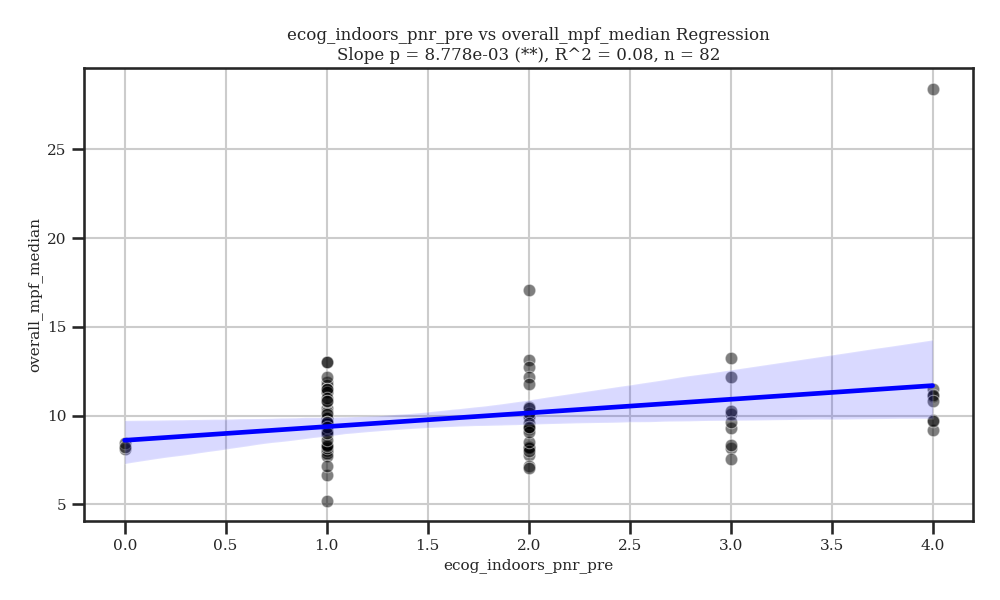 ecog_indoors_pnr_pre vs overall_mpf_median Regression
Slope p = 8.778e-03 (**), R^2 = 0.08, n = 82
overall_mpf_median
25
20
15
10
5
0.0 0.5 1.0 1.5 2.0 2.5 3.0 3.5 4.0
ecog_indoors_pnr_pre